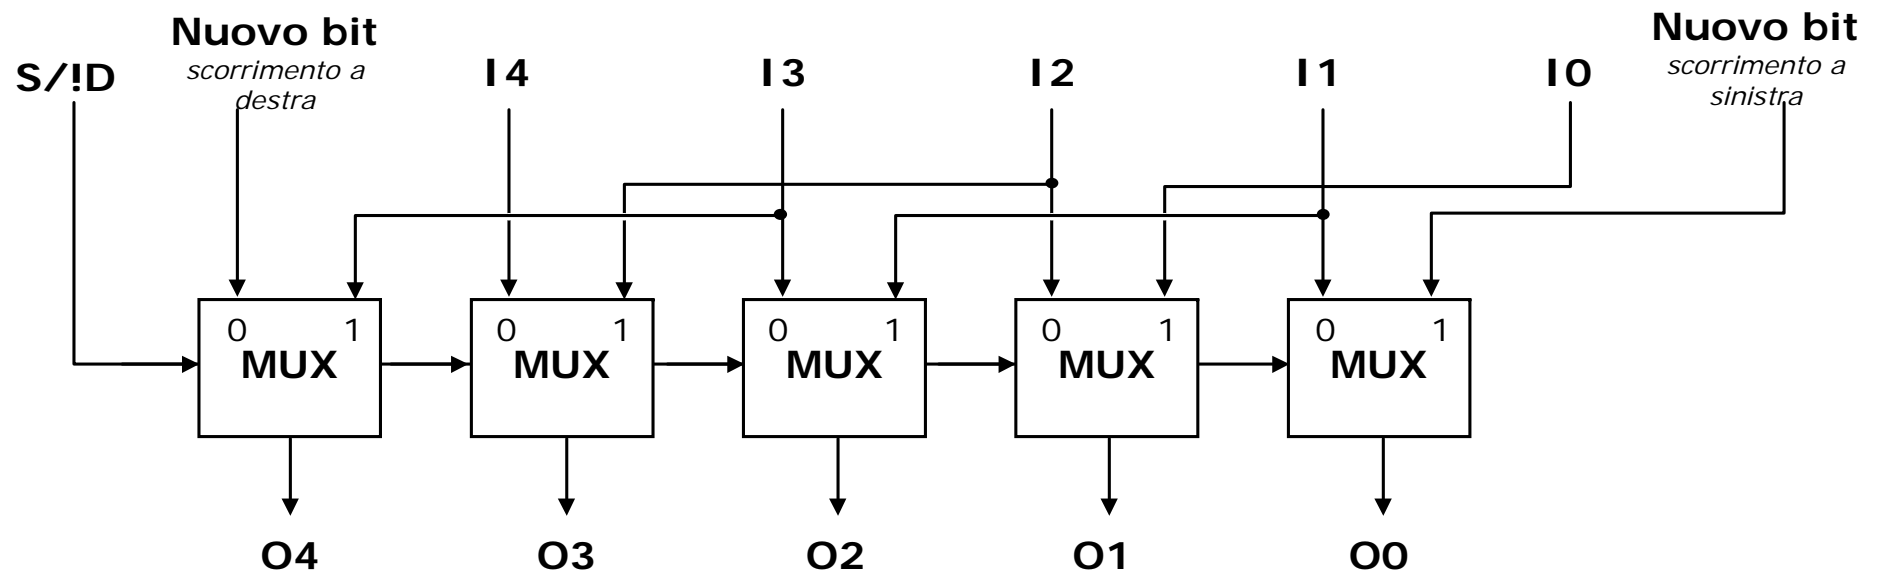 Nuovo bit
scorrimento a
destra
Nuovo bit
scorrimento a
sinistra
S/!D
I4
I3
I2
I1
I0
0 1
MUX
0 1
MUX
0 1
MUX
0 1
MUX
0 1
MUX
O4
O3
O2
O1
O0